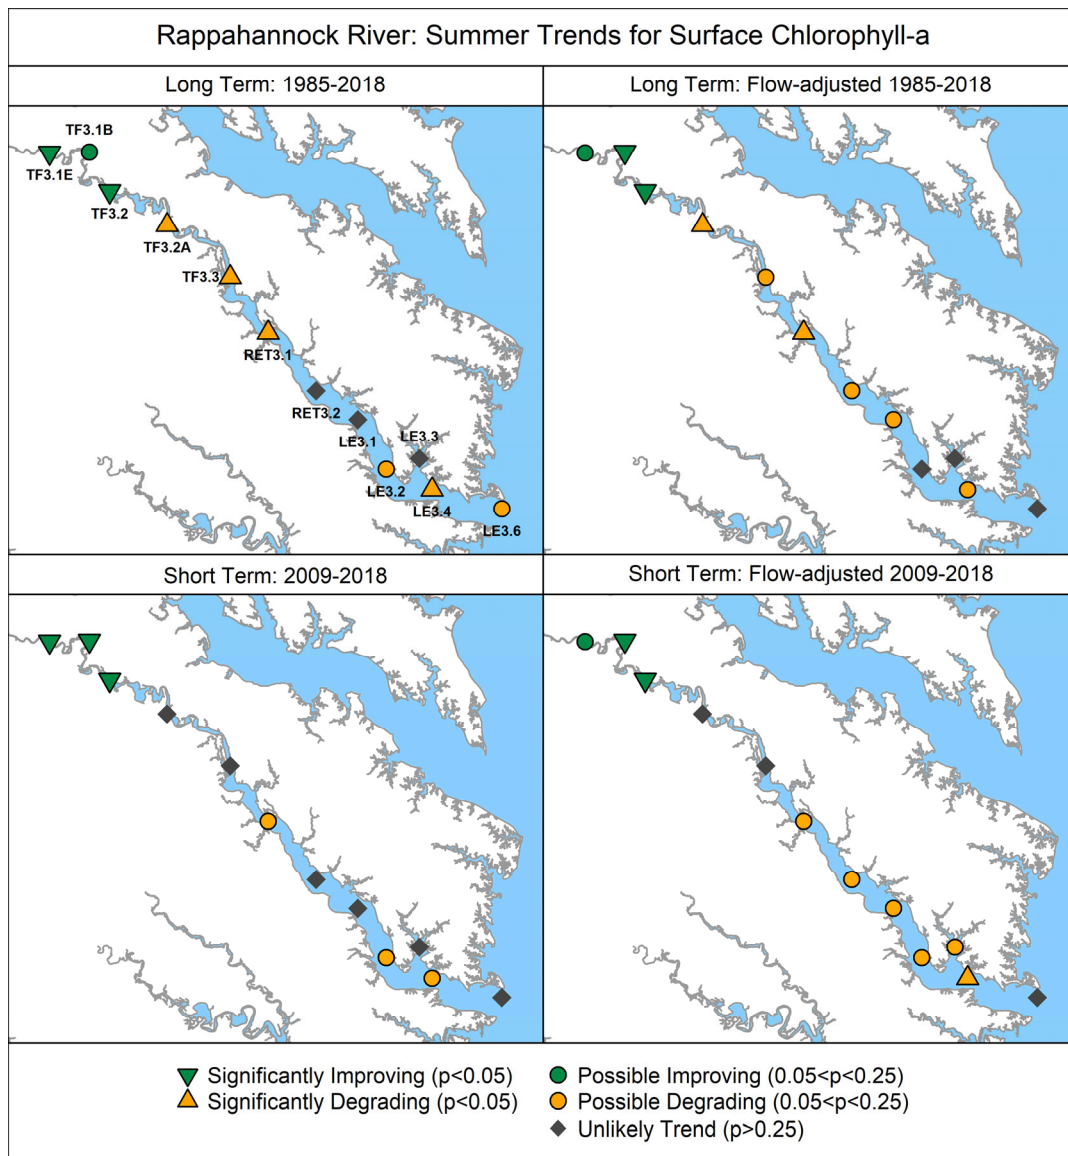 Rappahannock River: Summer Trends for Surface Chlorophyll-a
Long Term: 1985-2018
Long Term: Flow-adjusted 1985-2018
TF3.1B
TF3.1E
TF3.2
TF3.2A
TF3.3
RET3.1
RET3.2
LE3.1
LE3.3
LE3.2
LE3.4
LE3.6
Short Term: 2009-2018
Short Term: Flow-adjusted 2009-2018
Significantly Improving (p<0.05)
Possible Improving (0.05<p<0.25)
Significantly Degrading (p<0.05)
Possible Degrading (0.05<p<0.25)
Unlikely Trend (p>0.25)